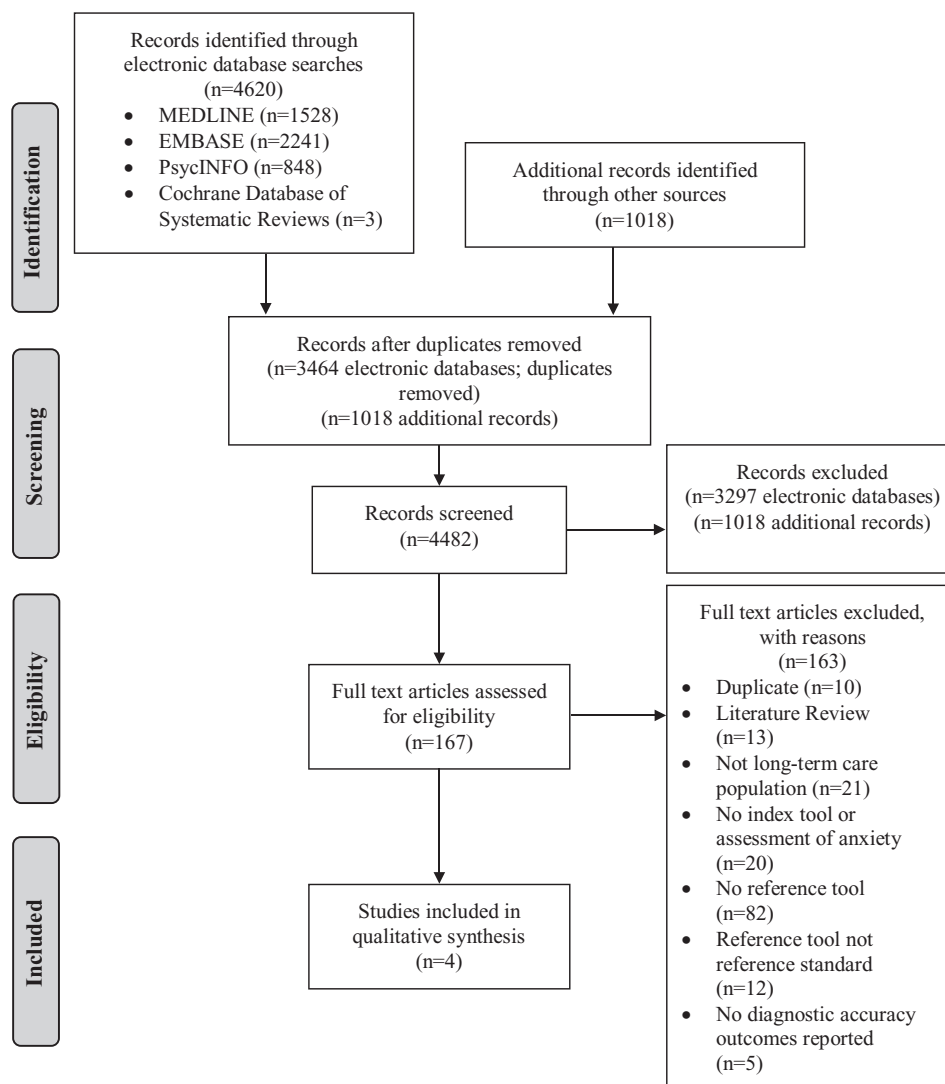 Records identified through
electronic database searches
(n=4620)
• MEDLINE (n=1528)
• EMBASE (n=2241)
• PsycINFO (n=848)
• Cochrane Database of
Systematic Reviews (n=3)
Additional records identified
through other sources
(n=1018)
Identification
Records after duplicates removed
(n=3464 electronic databases; duplicates
removed)
(n=1018 additional records)
Screening
Records screened
(n=4482)
Records excluded
(n=3297 electronic databases)
(n=1018 additional records)
Eligibility
Full text articles assessed
for eligibility
(n=167)
Full text articles excluded,
with reasons
(n=163)
• Duplicate (n=10)
• Literature Review
(n=13)
• Not long-term care
population (n=21)
• No index tool or
assessment of anxiety
(n=20)
• No reference tool
(n=82)
• Reference tool not
reference standard
(n=12)
• No diagnostic accuracy
outcomes reported
(n=5)
Included
Studies included in
qualitative synthesis
(n=4)